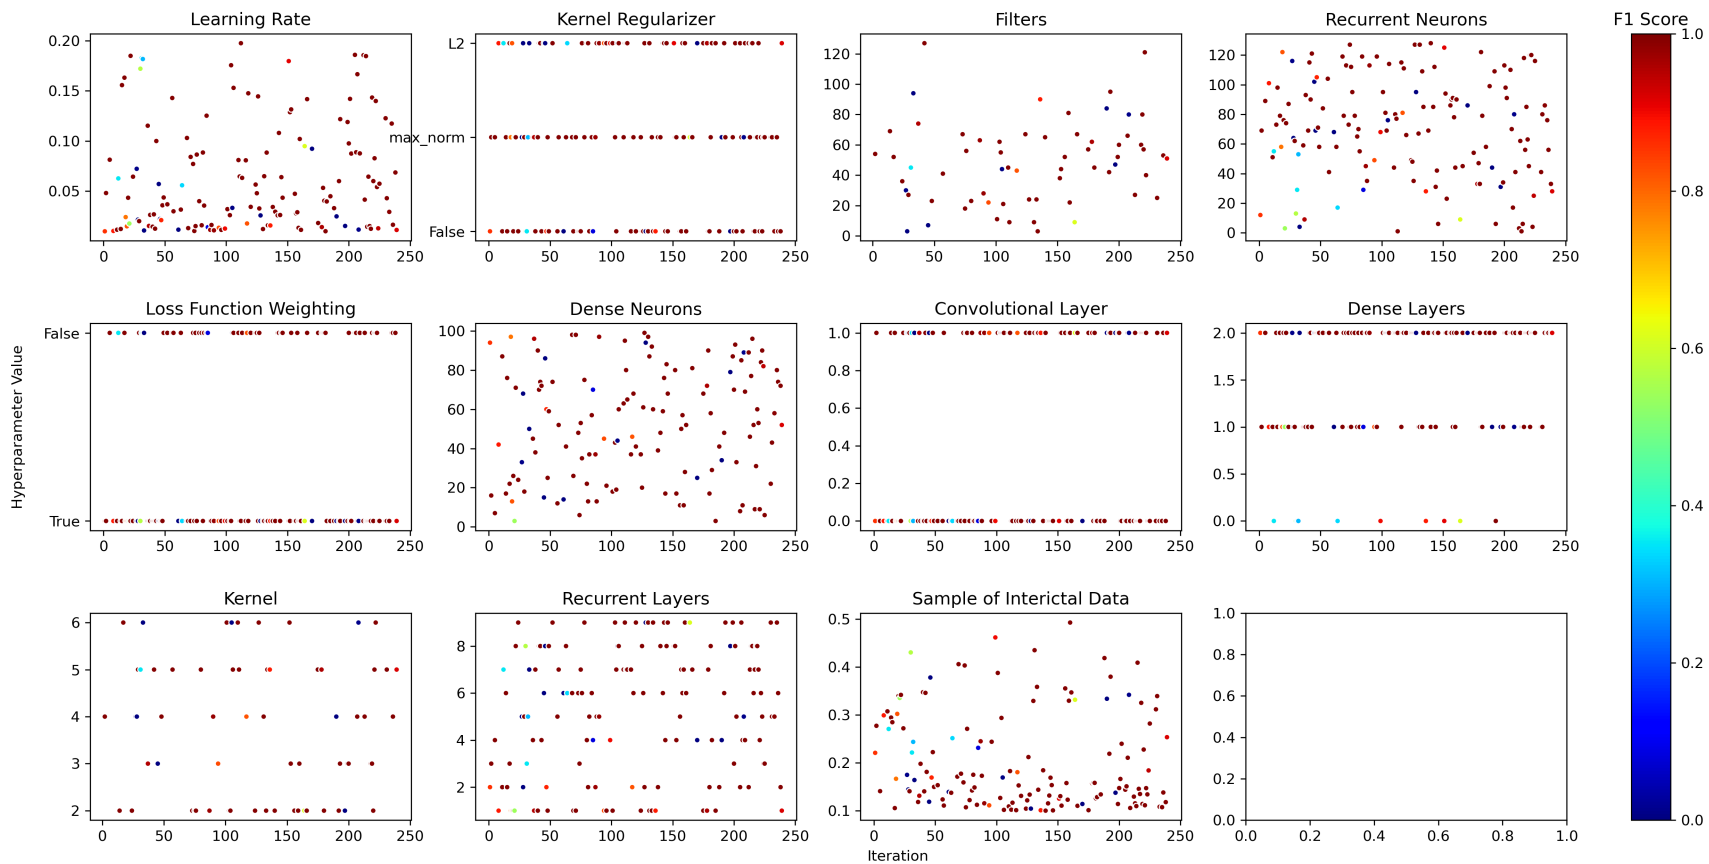 Learning Rate
Kernel Regularizer
Filters
Recurrent Neurons
F1 Score
0.20
0.15
0.10
0.05
0 50 100 150 200 250
L2
max_norm
False
0 50 100 150 200 250
120
100
80
60
40
20
0
0 50 100 150 200 250
120
100
80
60
40
20
0
0 50 100 150 200 250
Loss Function Weighting
Dense Neurons
Convolutional Layer
Dense Layers
Hyperparameter Value
False
True
0 50 100 150 200 250
100
80
60
40
20
0
0 50 100 150 200 250
1.0
0.8
0.6
0.4
0.2
0.0
0 50 100 150 200 250
2.0
1.5
1.0
0.5
0.0
0 50 100 150 200 250
Kernel
Recurrent Layers
Sample of Interictal Data
6
5
4
3
2
0 50 100 150 200 250
8
6
4
2
0 50 100 150 200 250
0.5
0.4
0.3
0.2
0.1
0 50 100 150 200 250
1.0
0.8
0.6
0.4
0.2
0.0
0.0 0.2 0.4 0.6 0.8 1.0
Iteration
1.0
0.8
0.6
0.4
0.2
0.0